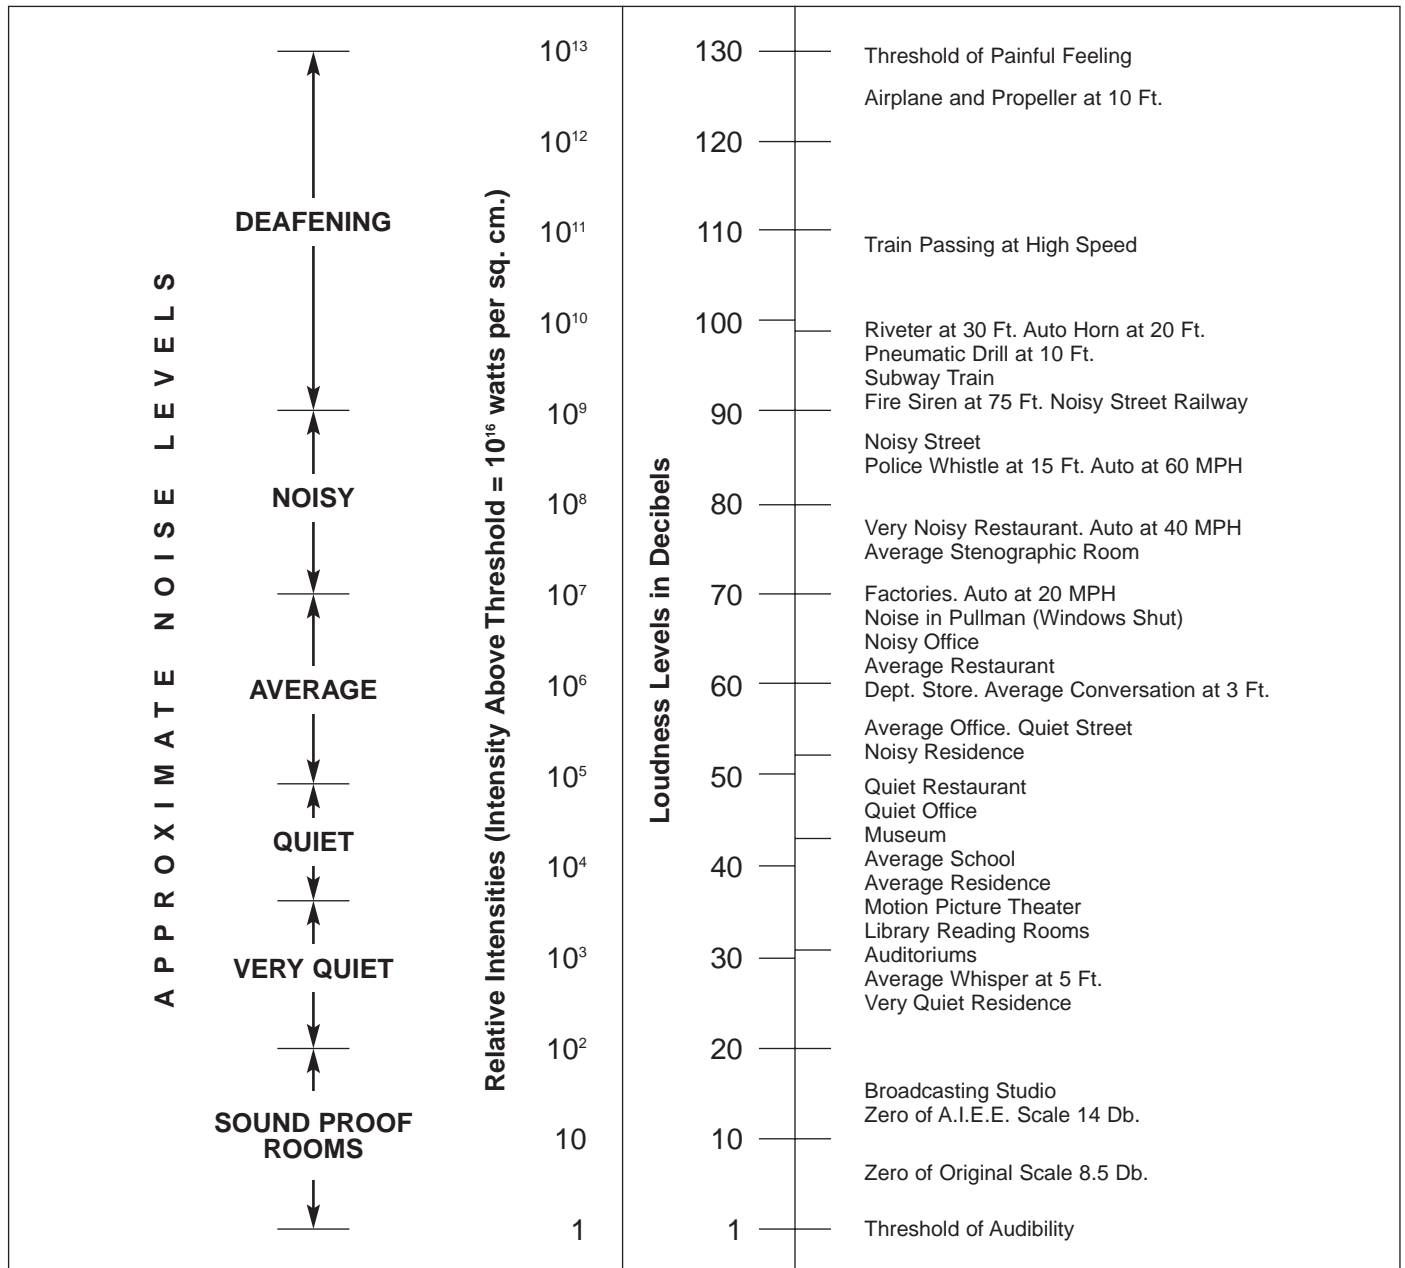 APPROXIMATE NOISE LEVELS
DEAFENING
NOISY
AVERAGE
QUIET
VERY QUIET
SOUND PROOF
ROOMS
Relative Intensities (Intensity Above Threshold = 10¹⁶ watts per sq. cm.)
10¹³
10¹²
10¹¹
10¹⁰
10⁹
10⁸
10⁷
10⁶
10⁵
10⁴
10³
10²
10
1
Loudness Levels in Decibels
130
120
110
100
90
80
70
60
50
40
30
20
10
1
Threshold of Painful Feeling
Airplane and Propeller at 10 Ft.
Train Passing at High Speed
Riveter at 30 Ft. Auto Horn at 20 Ft.
Pneumatic Drill at 10 Ft.
Subway Train
Fire Siren at 75 Ft. Noisy Street Railway
Noisy Street
Police Whistle at 15 Ft. Auto at 60 MPH
Very Noisy Restaurant. Auto at 40 MPH
Average Stenographic Room
Factories. Auto at 20 MPH
Noise in Pullman (Windows Shut)
Noisy Office
Average Restaurant
Dept. Store. Average Conversation at 3 Ft.
Average Office. Quiet Street
Noisy Residence
Quiet Restaurant
Quiet Office
Museum
Average School
Average Residence
Motion Picture Theater
Library Reading Rooms
Auditoriums
Average Whisper at 5 Ft.
Very Quiet Residence
Broadcasting Studio
Zero of A.I.E.E. Scale 14 Db.
Zero of Original Scale 8.5 Db.
Threshold of Audibility